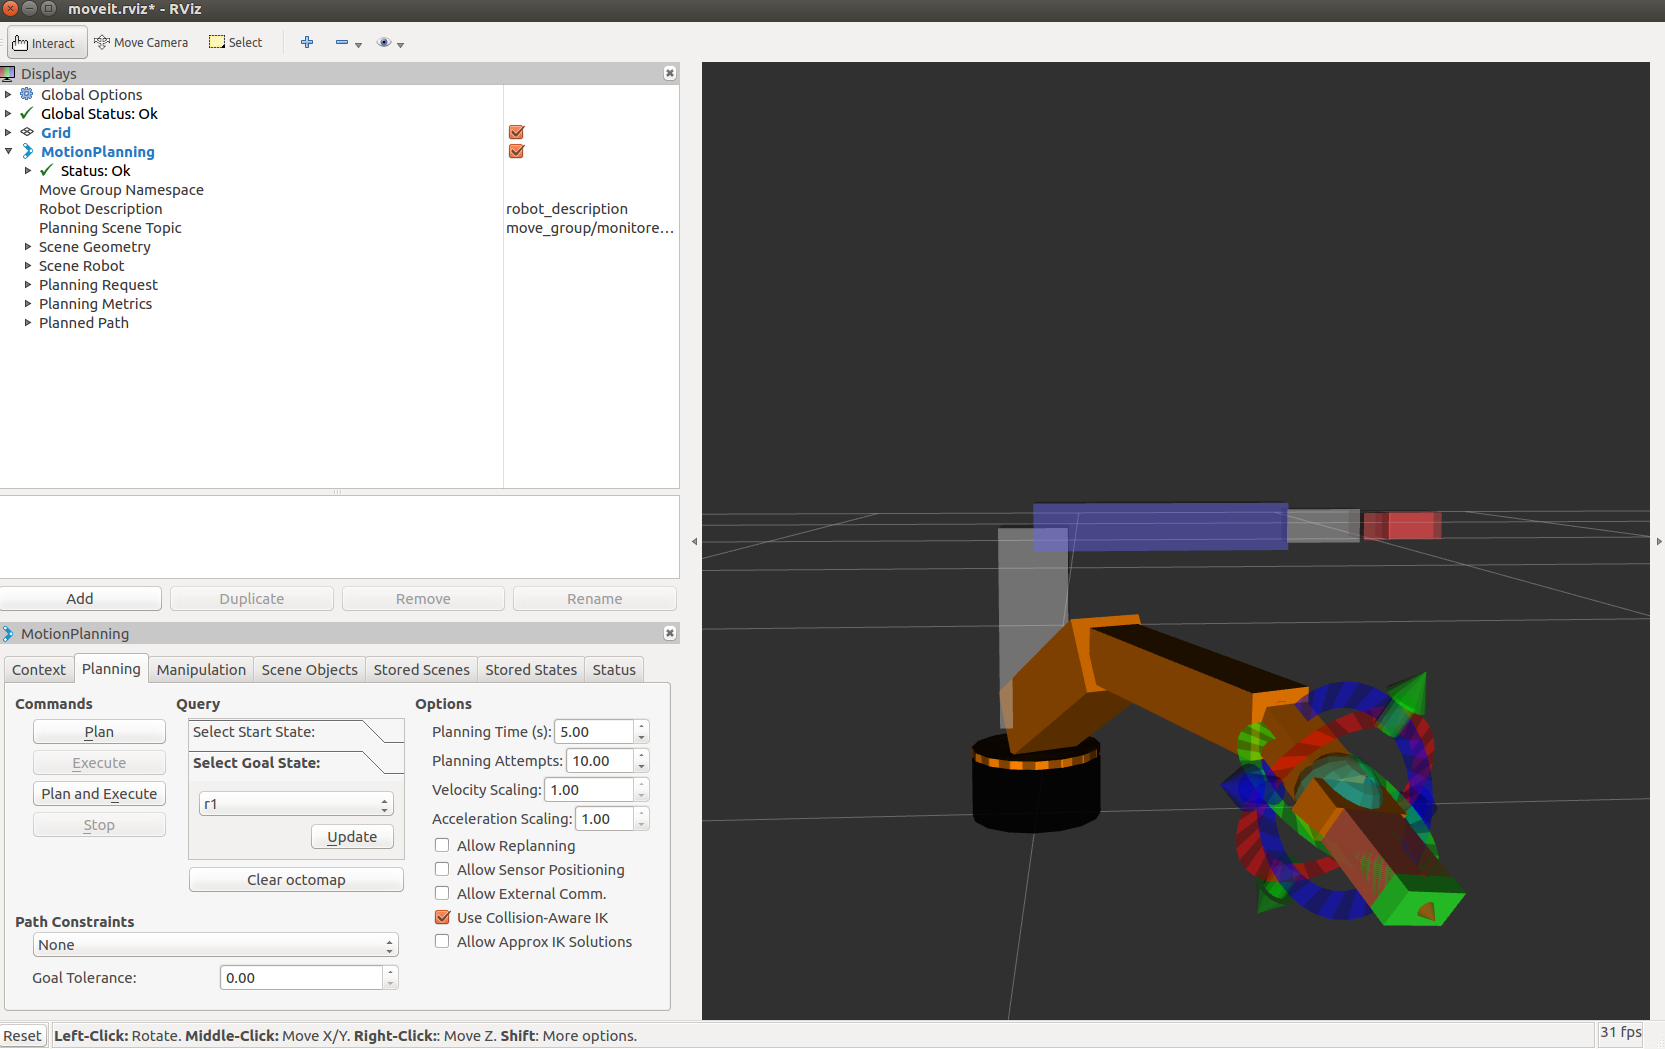 moveit.rviz* - RViz
Interact Move Camera Select
Displays
Global Options
Global Status: Ok
Grid
MotionPlanning
Status: Ok
Move Group Namespace
Robot Description robot_description
Planning Scene Topic move_group/monitore...
Scene Geometry
Scene Robot
Planning Request
Planning Metrics
Planned Path
Add Duplicate Remove Rename
MotionPlanning
Context Planning Manipulation Scene Objects Stored Scenes Stored States Status
Commands Query Options
Plan Select Start State: Planning Time (s): 5.00
Execute Select Goal State: Planning Attempts: 10.00
Plan and Execute r1 Velocity Scaling: 1.00
Stop Update Acceleration Scaling: 1.00
Allow Replanning
Clear octomap Allow Sensor Positioning
Allow External Comm.
Path Constraints Use Collision-Aware IK
None Allow Approx IK Solutions
Goal Tolerance: 0.00
Reset Left-Click: Rotate. Middle-Click: Move X/Y. Right-Click:: Move Z. Shift: More options. 31 fps